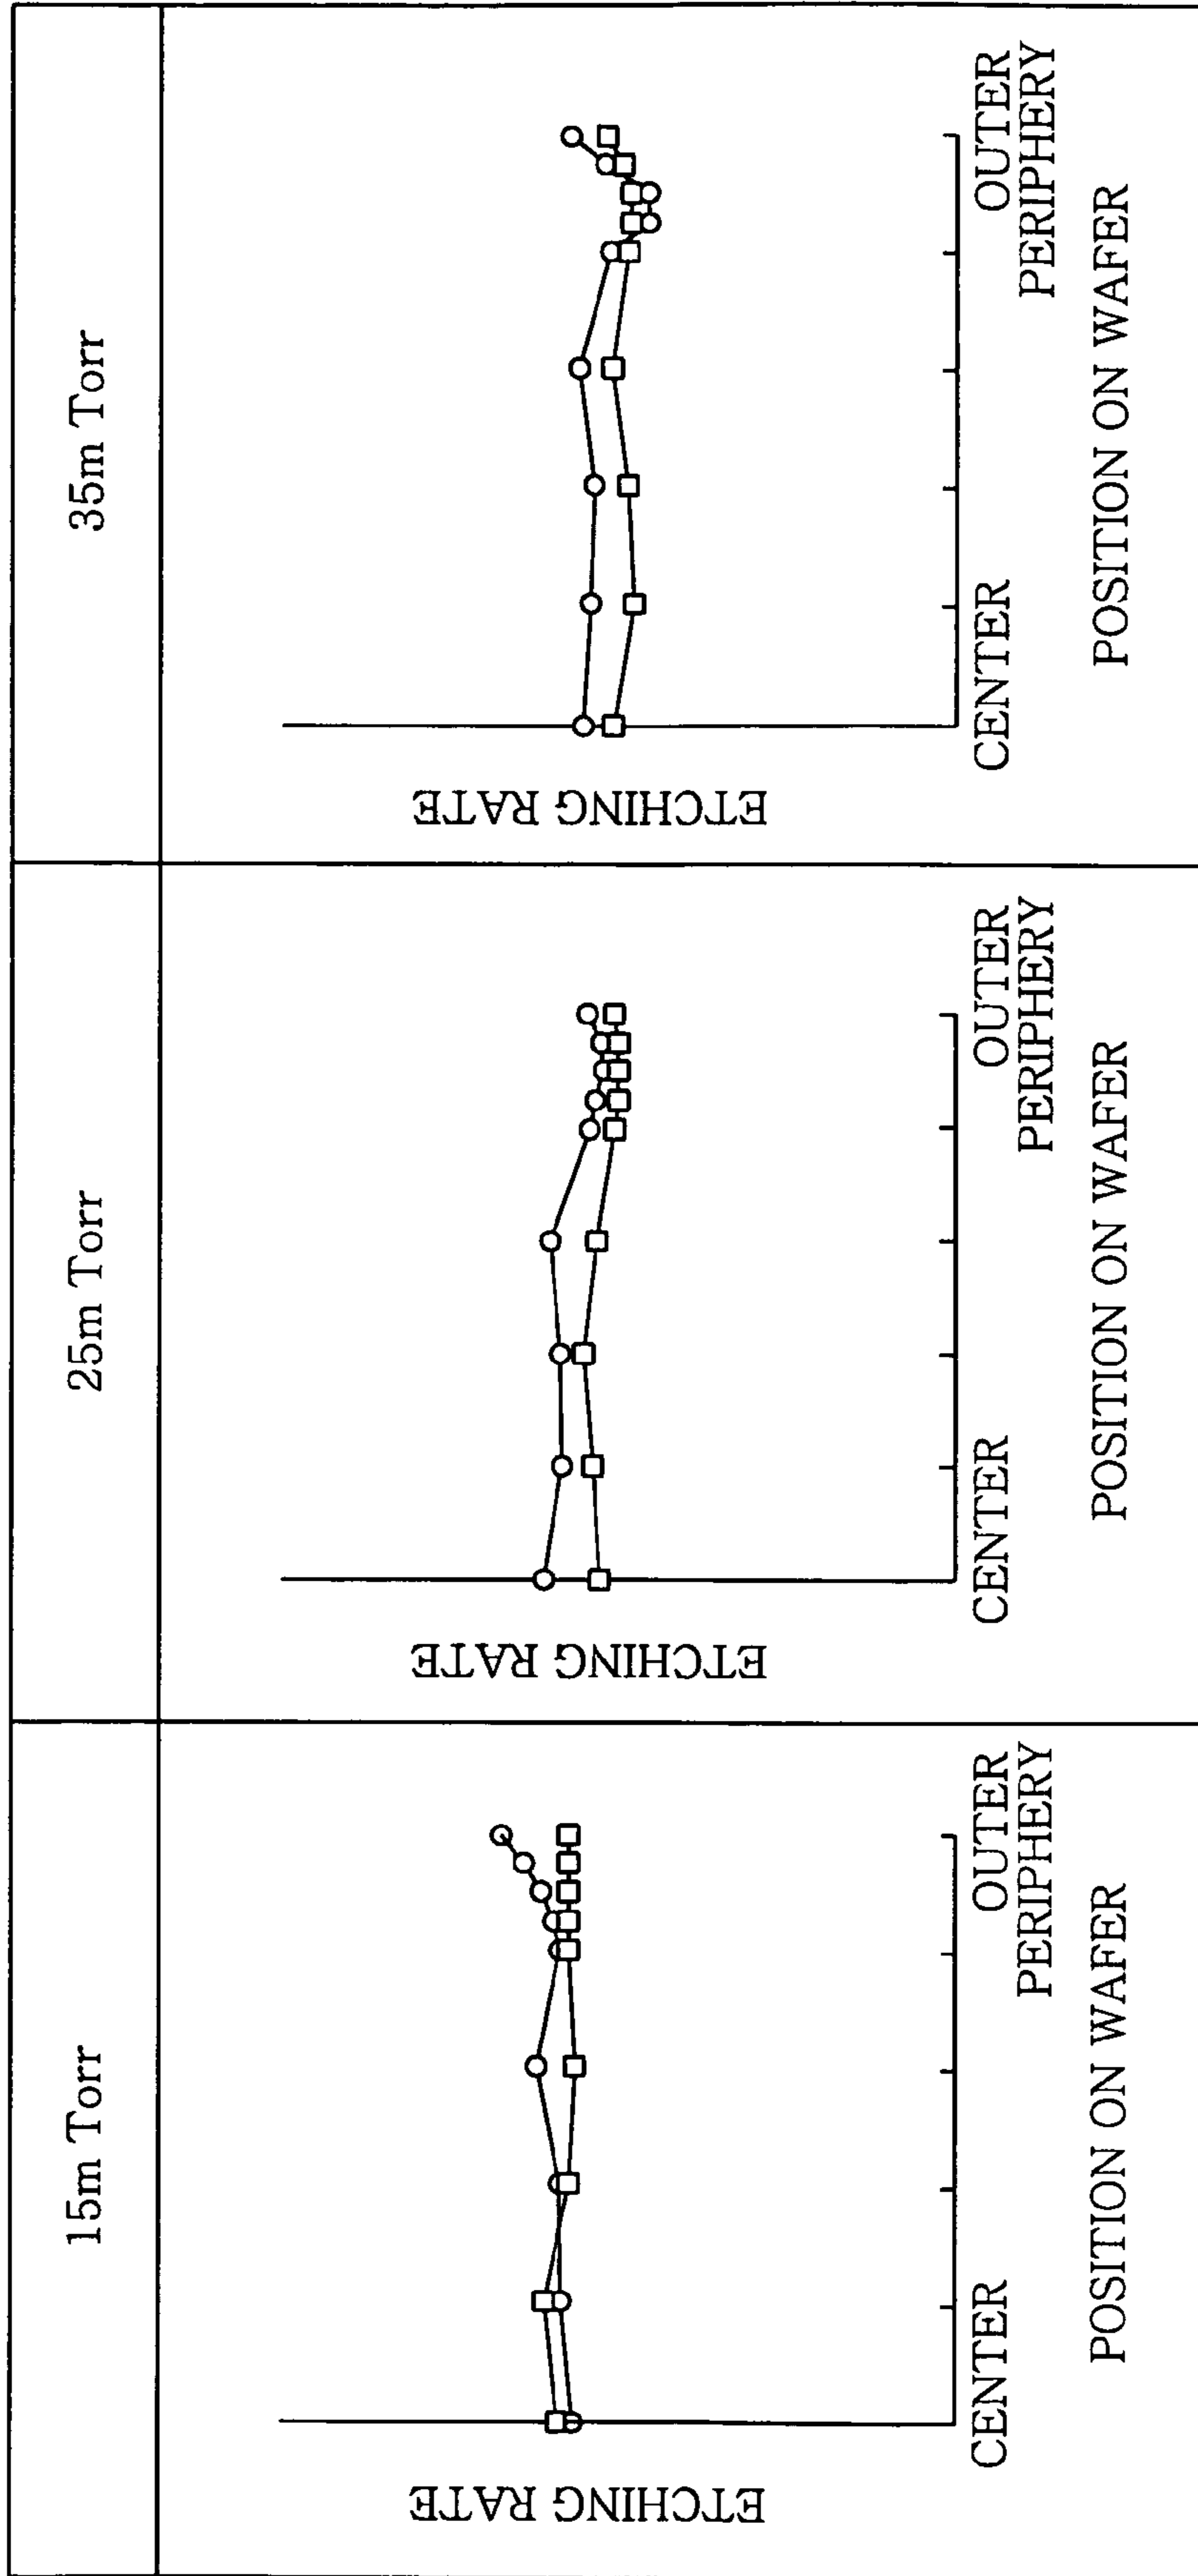 15m Torr
ETCHING RATE
CENTER
OUTER
PERIPHERY
POSITION ON WAFER
25m Torr
ETCHING RATE
CENTER
OUTER
PERIPHERY
POSITION ON WAFER
35m Torr
ETCHING RATE
CENTER
OUTER
PERIPHERY
POSITION ON WAFER